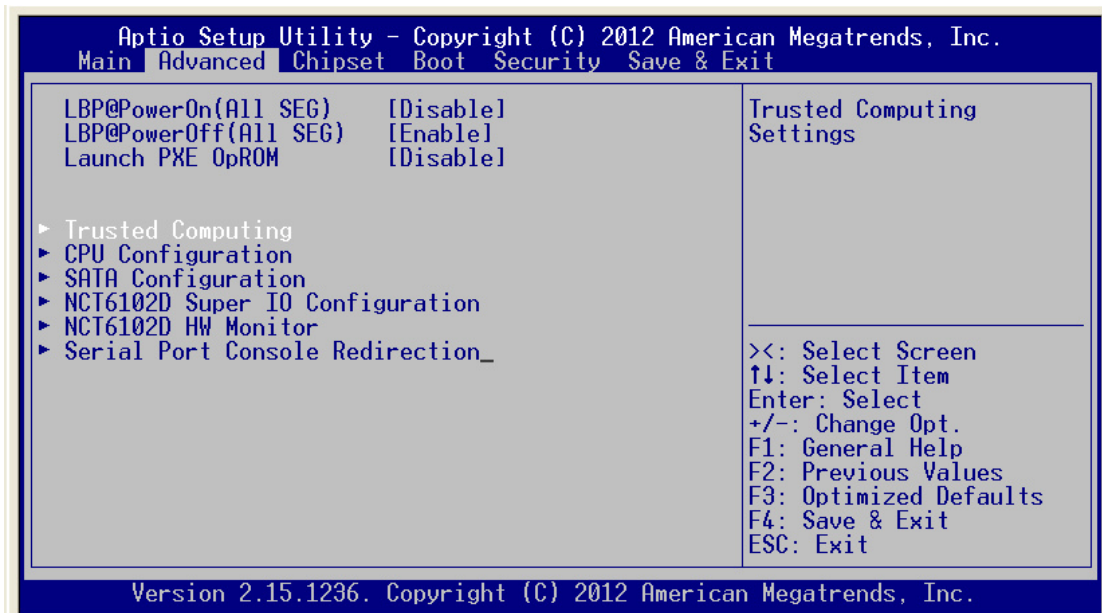 Aptio Setup Utility – Copyright (C) 2012 American Megatrends, Inc.
Main Advanced Chipset Boot Security Save & Exit
LBP@PowerOn(All SEG) [Disable]
LBP@PowerOff(All SEG) [Enable]
Launch PXE OpROM [Disable]
► Trusted Computing
► CPU Configuration
► SATA Configuration
► NCT6102D Super IO Configuration
► NCT6102D HW Monitor
► Serial Port Console Redirection_
Trusted Computing
Settings
><: Select Screen
↑↓: Select Item
Enter: Select
+/-: Change Opt.
F1: General Help
F2: Previous Values
F3: Optimized Defaults
F4: Save & Exit
ESC: Exit
Version 2.15.1236. Copyright (C) 2012 American Megatrends, Inc.